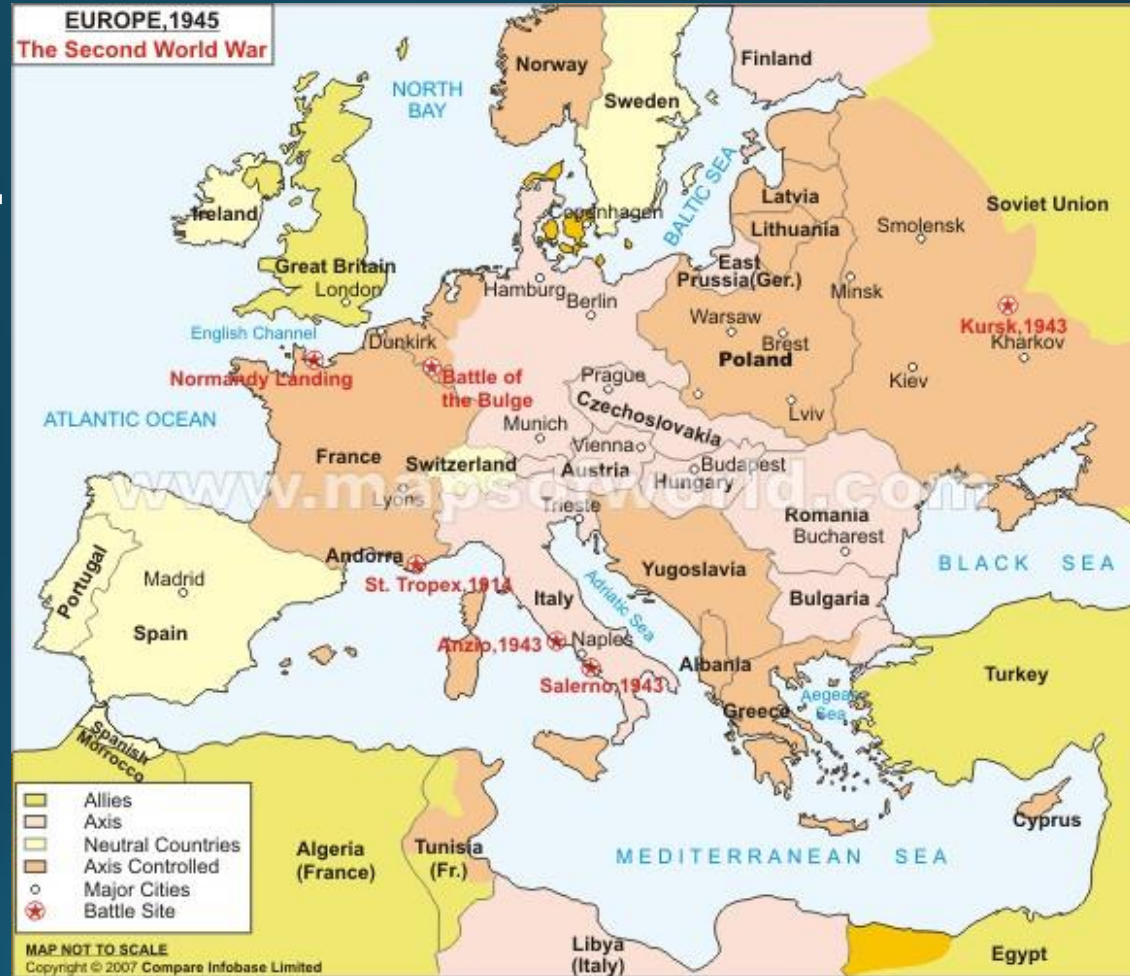 EUROPE,1945
The Second World War
NORTH
BAY
Norway
Sweden
Finland
Soviet Union
Ireland
Great Britain
London
Copenhagen
BALTIC SEA
Latvia
Lithuania
East
Prussia(Ger.)
Smolensk
Minsk
Kursk,1943
Kharkov
Kiev
Hamburg
Berlin
Warsaw
Brest
Poland
Lviv
English Channel
Dunkirk
Normandy Landing
Battle of
the Bulge
Prague
Czechoslovakia
Munich
Vienna
ATLANTIC OCEAN
France
Switzerland
Austria
Budapest
Hungary
www.mapsofworld.com
Lyons
Trieste
Romania
Bucharest
BLACK SEA
Andorra
St. Tropex,1914
Yugoslavia
Bulgaria
Portugal
Madrid
Spain
Italy
Adriatic Sea
Anzio,1943
Naples
Salerno,1943
Albania
Greece
Aegean
Sea
Turkey
Spanish
Morrocco
Algeria
(France)
Tunisia
(Fr.)
MEDITERRANEAN SEA
Cyprus
Libya
(Italy)
Egypt
Allies
Axis
Neutral Countries
Axis Controlled
Major Cities
Battle Site
MAP NOT TO SCALE
Copyright © 2007 Compare Infobase Limited